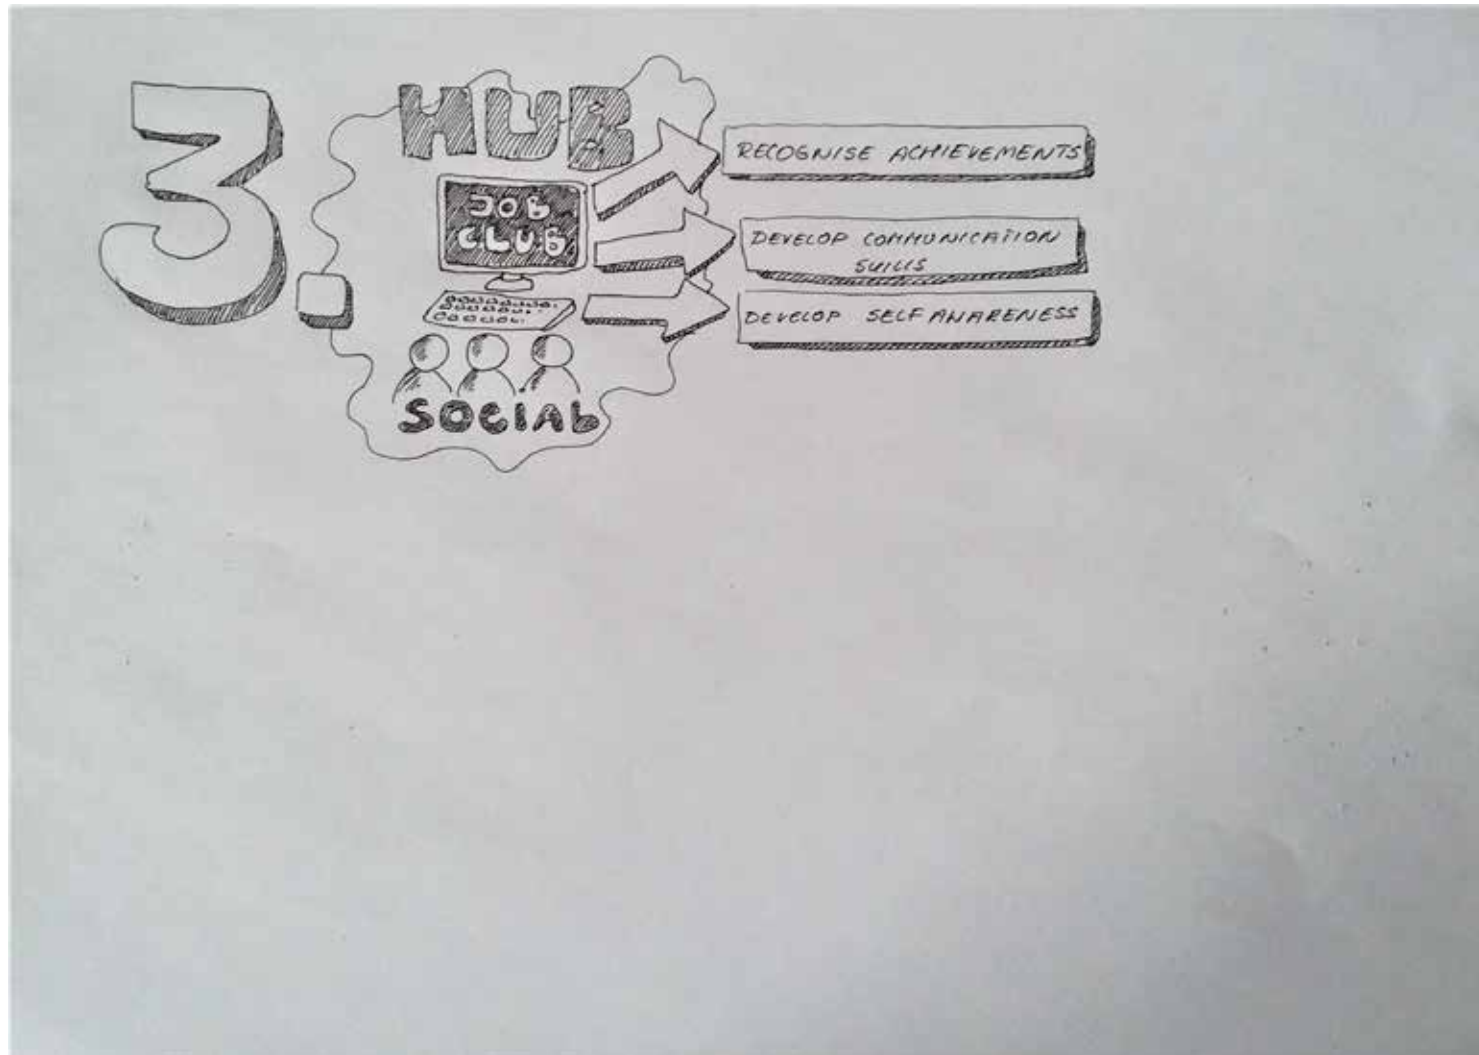 3.
HUB
JOB
CLUB
SOCIAL
RECOGNISE ACHIEVEMENTS
DEVELOP COMMUNICATION
SKILLS
DEVELOP SELF AWARENESS